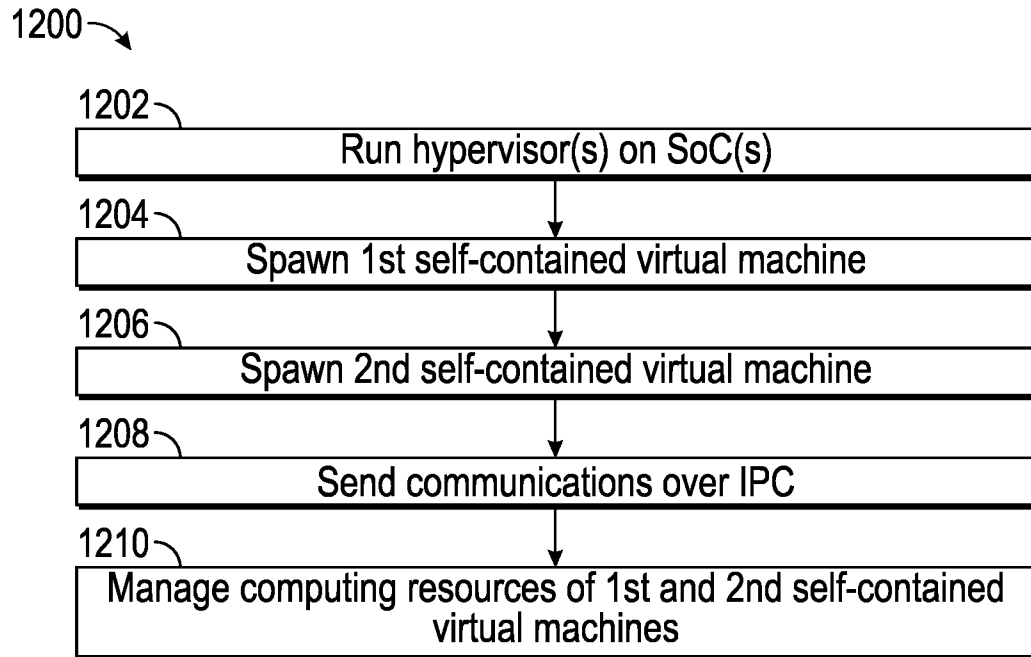 1200
1202
Run hypervisor(s) on SoC(s)
1204
Spawn 1st self-contained virtual machine
1206
Spawn 2nd self-contained virtual machine
1208
Send communications over IPC
1210
Manage computing resources of 1st and 2nd self-contained
virtual machines